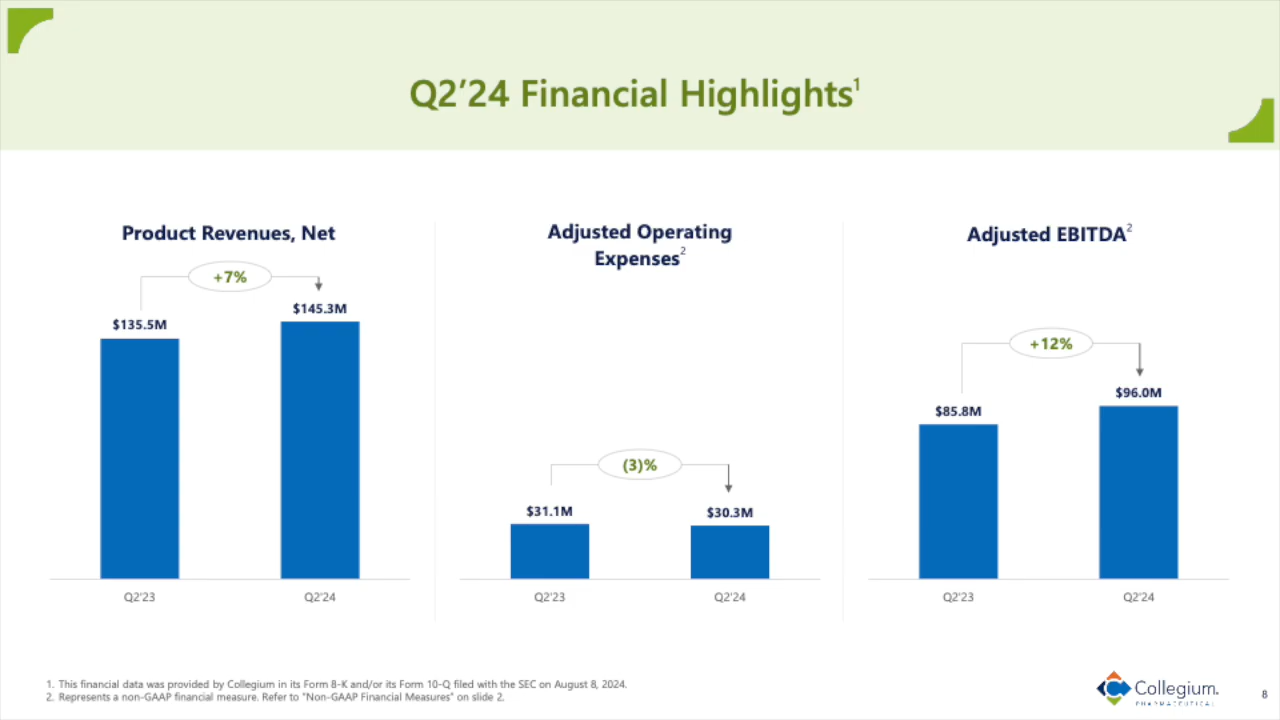 Q2’24 Financial Highlights¹
Product Revenues, Net
+7%
$135.5M
$145.3M
Q2'23
Q2'24
Adjusted Operating
Expenses²
(3)%
$31.1M
$30.3M
Q2'23
Q2'24
Adjusted EBITDA²
+12%
$85.8M
$96.0M
Q2'23
Q2'24
1. This financial data was provided by Collegium in its Form 8-K and/or its Form 10-Q filed with the SEC on August 8, 2024.
2. Represents a non-GAAP financial measure. Refer to "Non-GAAP Financial Measures" on slide 2.
Collegium.
PHARMACEUTICAL
8